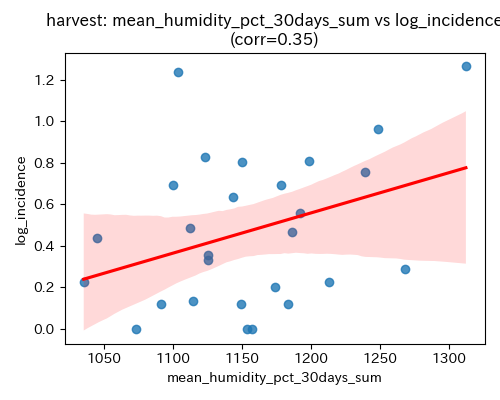 harvest: mean_humidity_pct_30days_sum vs log_incidence
(corr=0.35)
log_incidence
1.2
1.0
0.8
0.6
0.4
0.2
0.0
1050 1100 1150 1200 1250 1300
mean_humidity_pct_30days_sum